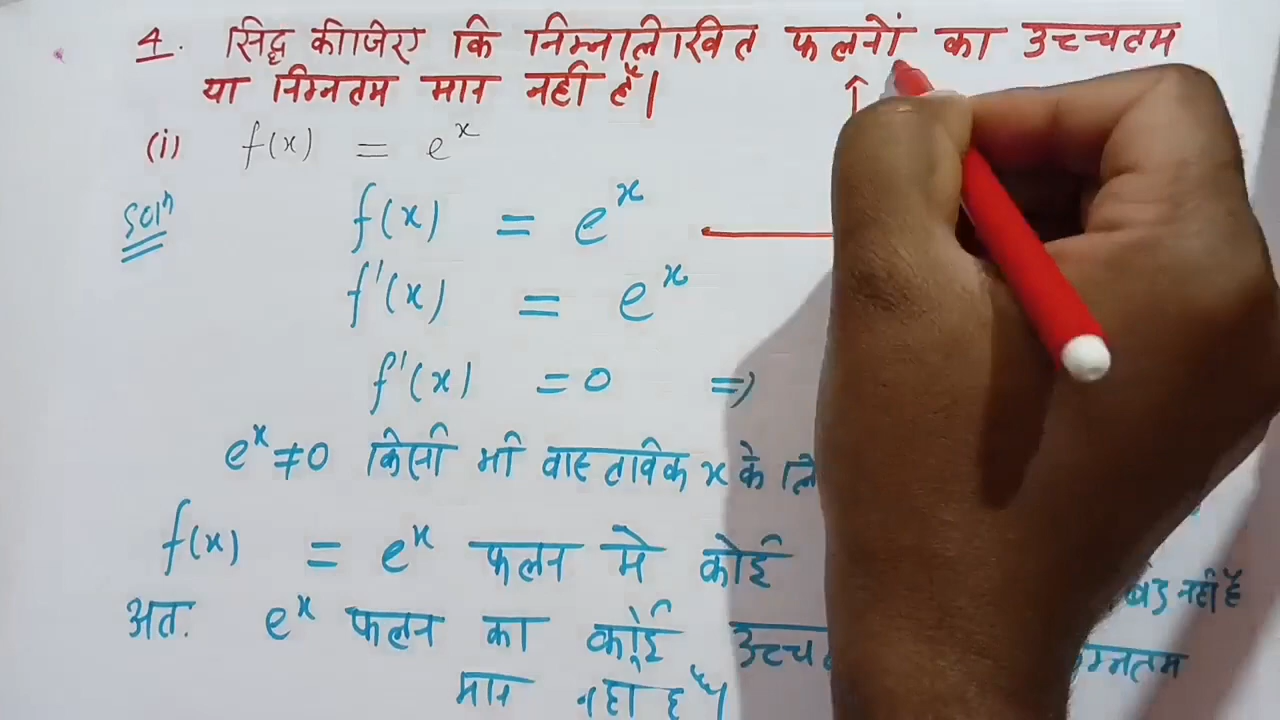 4. सिद्ध कीजिए कि निम्नलिखित फलनों का उच्चतम
या निम्नतम मान नहीं है।
(i) f(x) = e^x
Soln f(x) = e^x
f'(x) = e^x
f'(x) = 0 ⇒
e^x ≠ 0 किसी भी वास्तविक x के लि
f(x) = e^x फलन मे कोई नहीं है
अत. e^x फलन का कोई उच्च म्नतम
मान नहीं है।